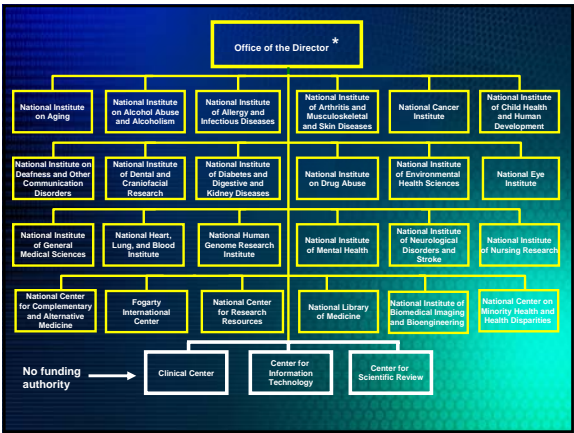 Office of the Director *
National Institute
on Aging
National Institute
on Alcohol Abuse
and Alcoholism
National Institute
of Allergy and
Infectious Diseases
National Institute
of Arthritis and
Musculoskeletal
and Skin Diseases
National Cancer
Institute
National Institute
of Child Health
and Human
Development
National Institute on
Deafness and Other
Communication
Disorders
National Institute
of Dental and
Craniofacial
Research
National Institute
of Diabetes and
Digestive and
Kidney Diseases
National Institute
on Drug Abuse
National Institute
of Environmental
Health Sciences
National Eye
Institute
National Institute
of General
Medical Sciences
National Heart,
Lung, and Blood
Institute
National Human
Genome Research
Institute
National Institute
of Mental Health
National Institute
of Neurological
Disorders and
Stroke
National Institute
of Nursing Research
National Center
for Complementary
and Alternative
Medicine
Fogarty
International
Center
National Center
for Research
Resources
National Library
of Medicine
National Institute of
Biomedical Imaging
and Bioengineering
National Center on
Minority Health and
Health Disparities
No funding
authority
Clinical Center
Center for
Information
Technology
Center for
Scientific Review